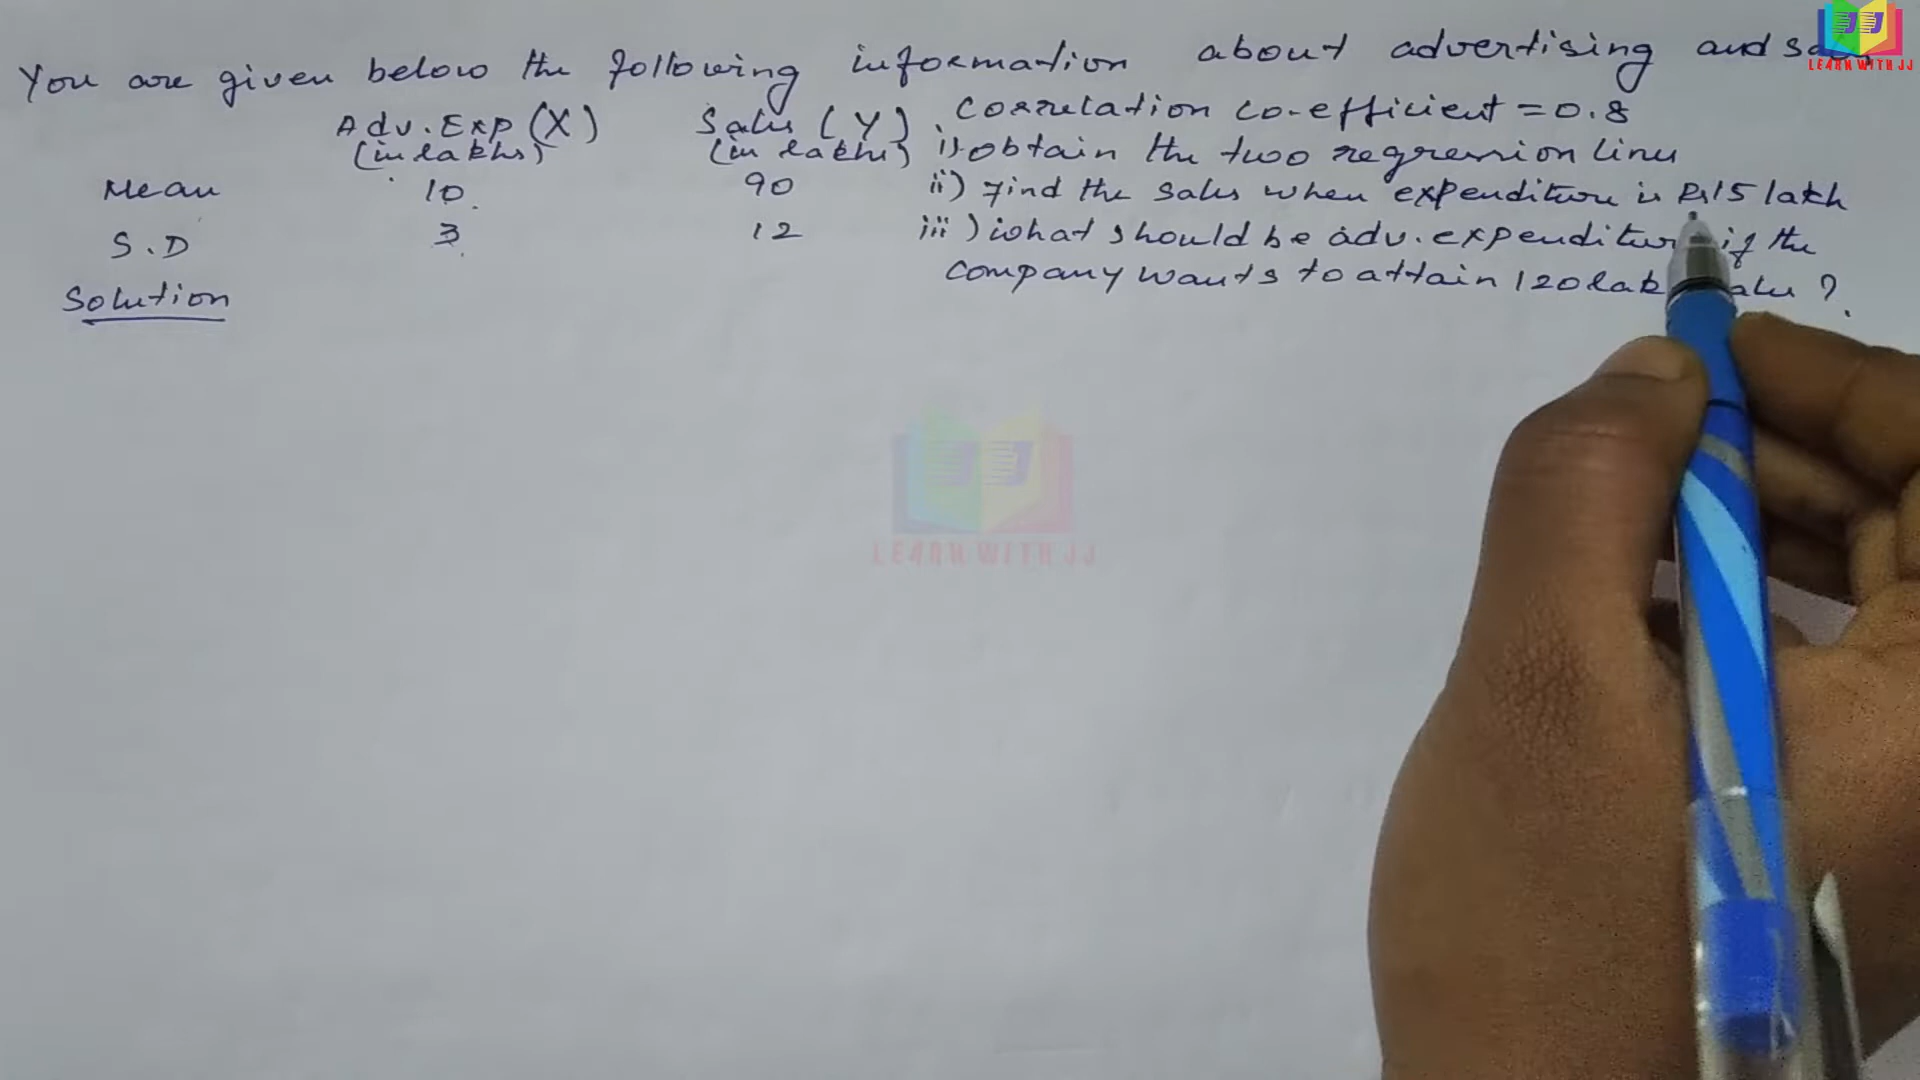 You are given below the following information about advertising and
Adv. Exp (X) Sales (Y) Correlation co-efficient = 0.8
(in lakhs) (in lakhs) i) obtain the two regression lines
Mean 10 90 ii) Find the sales when expenditure is Rs 15 lakh
S.D 3 12 iii) what should be adv. expenditure if the
company wants to attain 120 lakh sales ?
Solution
LEARN WITH JJ
LEARN WITH JJ